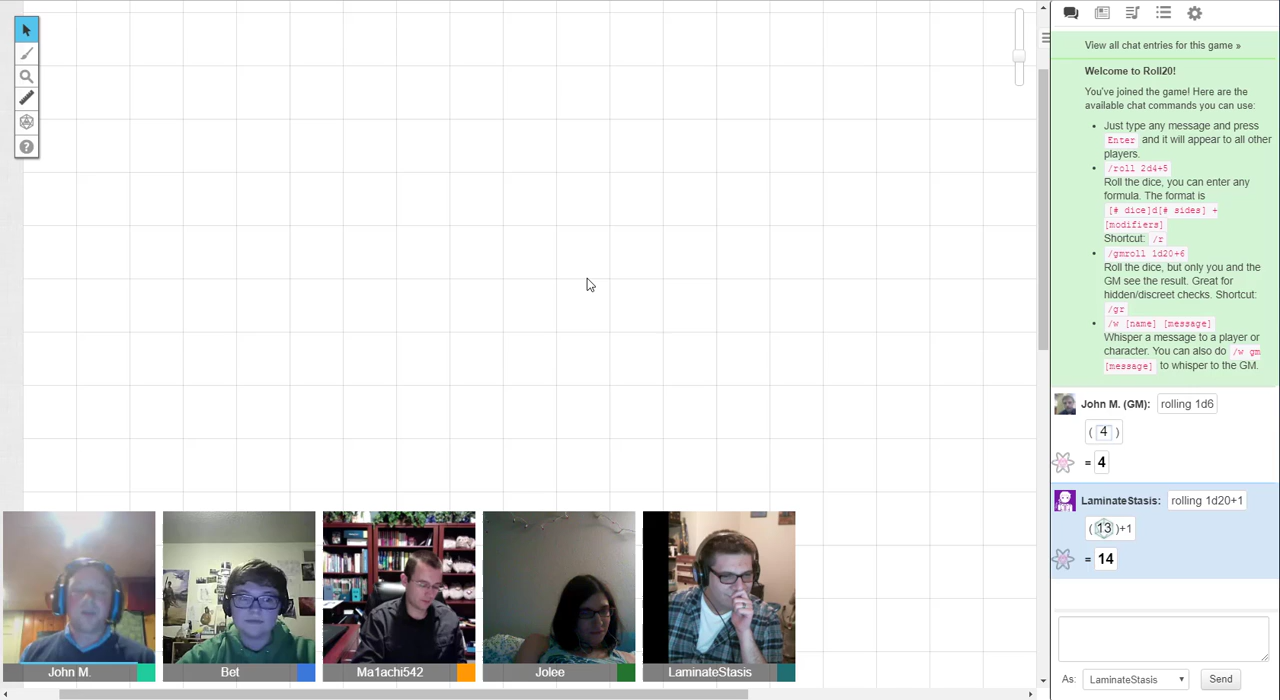 View all chat entries for this game »
Welcome to Roll20!
You've joined the game! Here are the
available chat commands you can use:
• Just type any message and press
Enter and it will appear to all other
players.
• /roll 2d4+5
Roll the dice, you can enter any
formula. The format is
[# dice]d[# sides] +
[modifiers]
Shortcut: /r
• /gmroll 1d20+6
Roll the dice, but only you and the
GM see the result. Great for
hidden/discreet checks. Shortcut:
/gr
• /w [name] [message]
Whisper a message to a player or
character. You can also do /w gm
[message] to whisper to the GM.
John M. (GM): rolling 1d6
( 4 )
= 4
LaminateStasis: rolling 1d20+1
(13)+1
= 14
As: LaminateStasis Send
John M. Bet Ma1achi542 Jolee LaminateStasis